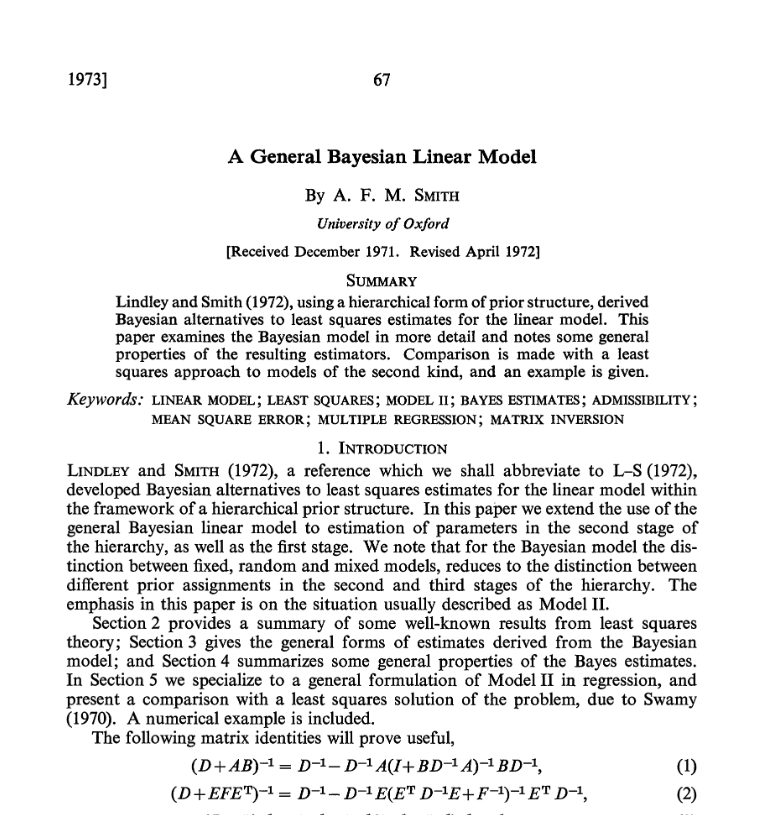 1973]
67
A General Bayesian Linear Model
By A. F. M. SMITH
University of Oxford
[Received December 1971. Revised April 1972]
SUMMARY
Lindley and Smith (1972), using a hierarchical form of prior structure, derived
Bayesian alternatives to least squares estimates for the linear model. This
paper examines the Bayesian model in more detail and notes some general
properties of the resulting estimators. Comparison is made with a least
squares approach to models of the second kind, and an example is given.
Keywords: LINEAR MODEL; LEAST SQUARES; MODEL II; BAYES ESTIMATES; ADMISSIBILITY;
MEAN SQUARE ERROR; MULTIPLE REGRESSION; MATRIX INVERSION
1. INTRODUCTION
LINDLEY and SMITH (1972), a reference which we shall abbreviate to L–S (1972),
developed Bayesian alternatives to least squares estimates for the linear model within
the framework of a hierarchical prior structure. In this paper we extend the use of the
general Bayesian linear model to estimation of parameters in the second stage of
the hierarchy, as well as the first stage. We note that for the Bayesian model the dis-
tinction between fixed, random and mixed models, reduces to the distinction between
different prior assignments in the second and third stages of the hierarchy. The
emphasis in this paper is on the situation usually described as Model II.
Section 2 provides a summary of some well-known results from least squares
theory; Section 3 gives the general forms of estimates derived from the Bayesian
model; and Section 4 summarizes some general properties of the Bayes estimates.
In Section 5 we specialize to a general formulation of Model II in regression, and
present a comparison with a least squares solution of the problem, due to Swamy
(1970). A numerical example is included.
The following matrix identities will prove useful,
(D+AB)⁻¹ = D⁻¹–D⁻¹A(I+BD⁻¹A)⁻¹BD⁻¹, (1)
(D+EFEᵀ)⁻¹ = D⁻¹–D⁻¹E(Eᵀ D⁻¹E+F⁻¹)⁻¹Eᵀ D⁻¹, (2)